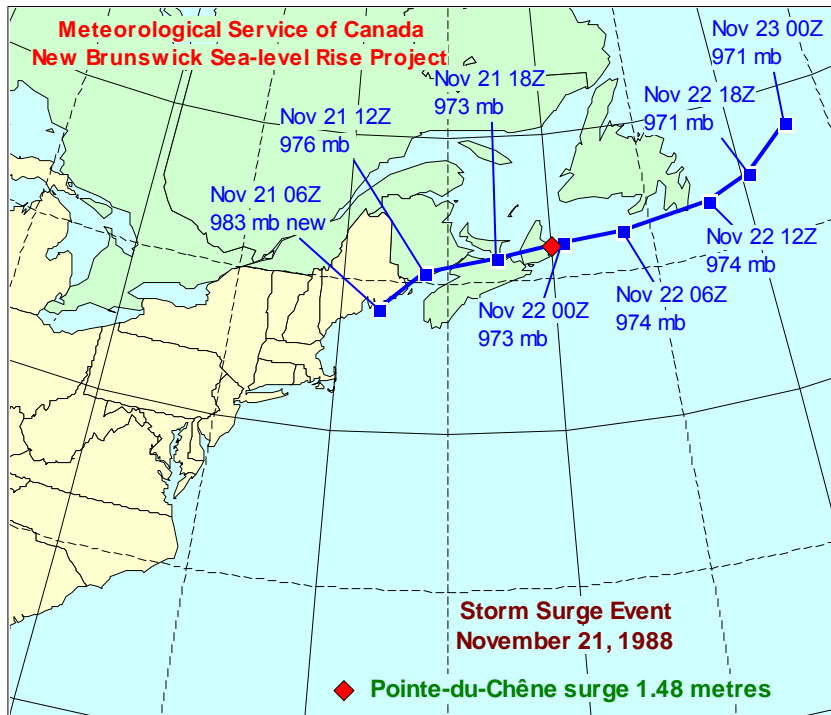 Meteorological Service of Canada
New Brunswick Sea-level Rise Project
Nov 23 00Z
971 mb
Nov 21 18Z
973 mb
Nov 22 18Z
971 mb
Nov 21 12Z
976 mb
Nov 21 06Z
983 mb new
Nov 22 12Z
974 mb
Nov 22 06Z
974 mb
Nov 22 00Z
973 mb
Storm Surge Event
November 21, 1988
Pointe-du-Chêne surge 1.48 metres